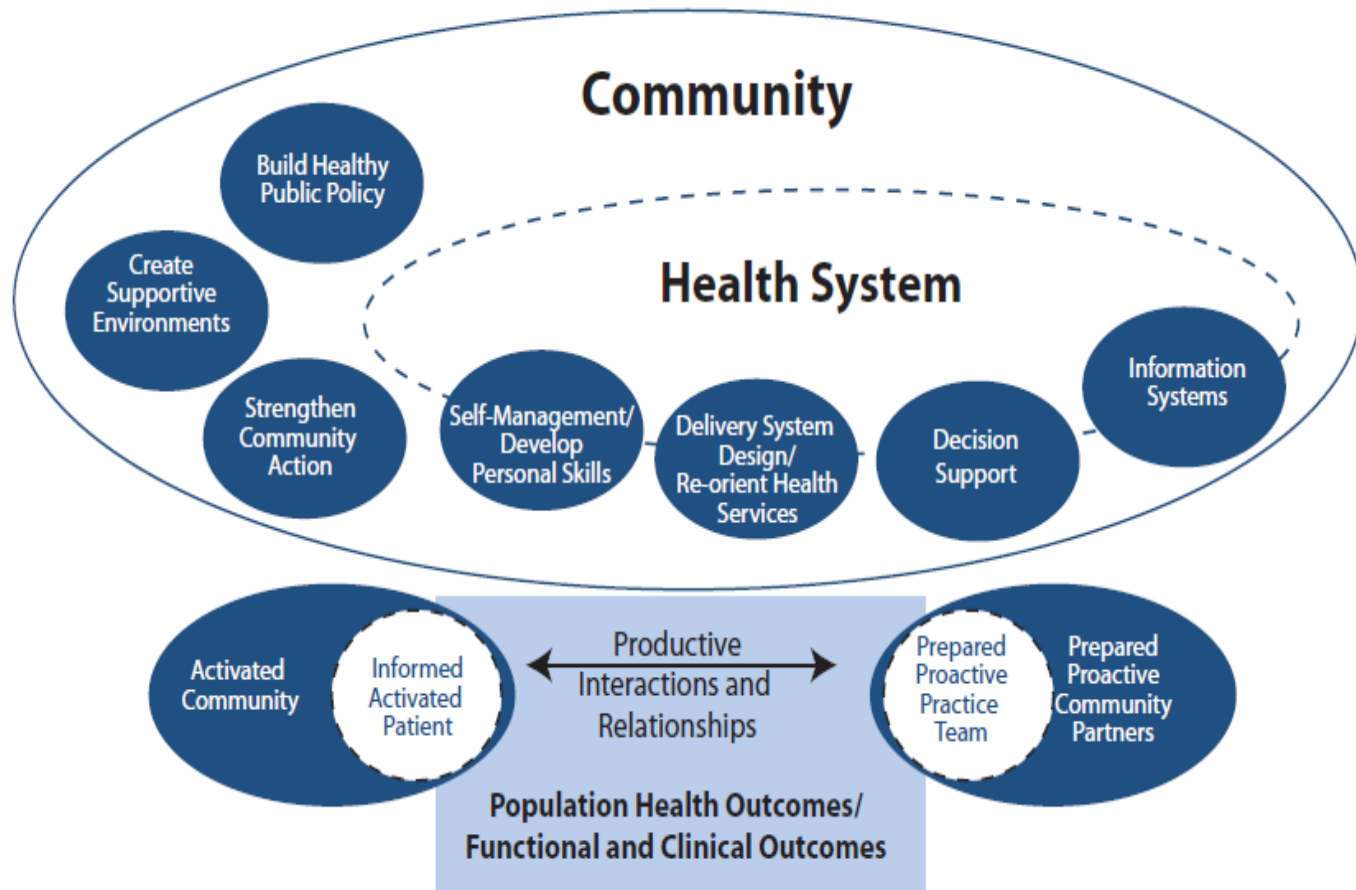 Community
Build Healthy
Public Policy
Health System
Create
Supportive
Environments
Information
Systems
Strengthen
Community
Action
Self-Management/
Develop
Personal Skills
Delivery System
Design/
Re-orient Health
Services
Decision
Support
Activated
Community
Informed
Activated
Patient
Productive
Interactions and
Relationships
Prepared
Proactive
Practice
Team
Prepared
Proactive
Community
Partners
Population Health Outcomes/
Functional and Clinical Outcomes